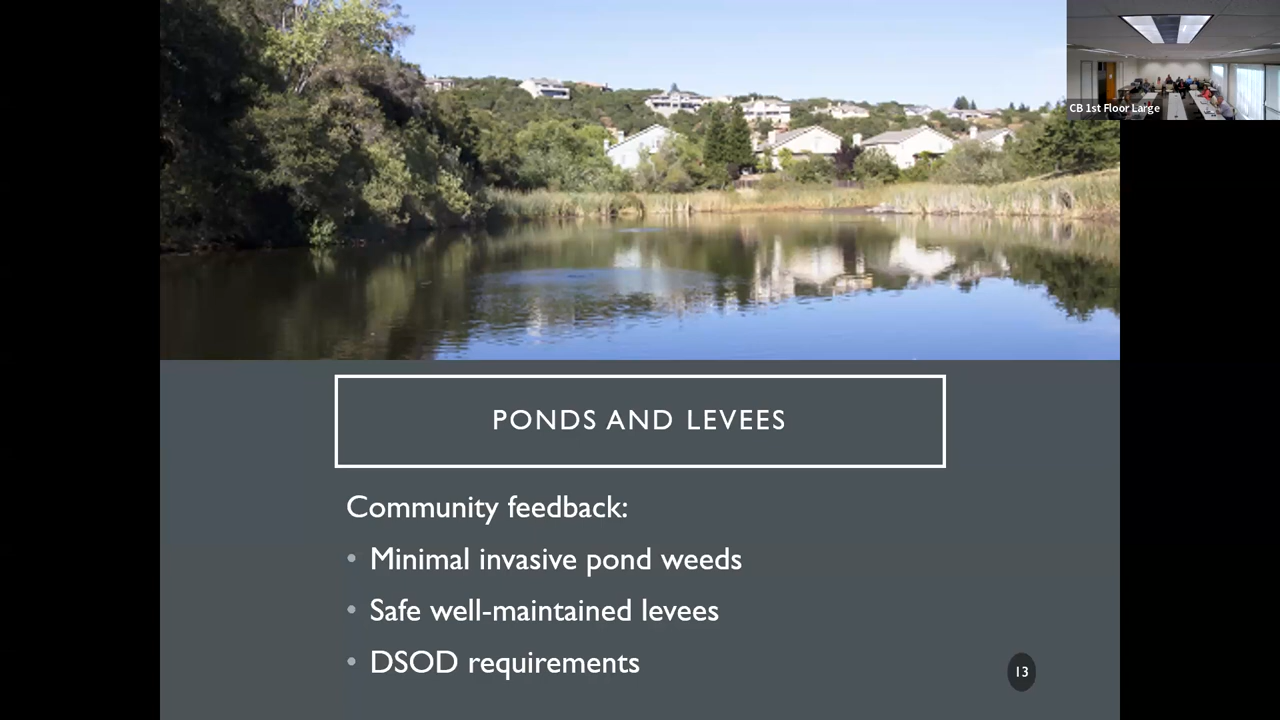 CB 1st Floor Large
PONDS AND LEVEES
Community feedback:
• Minimal invasive pond weeds
• Safe well-maintained levees
• DSOD requirements
13